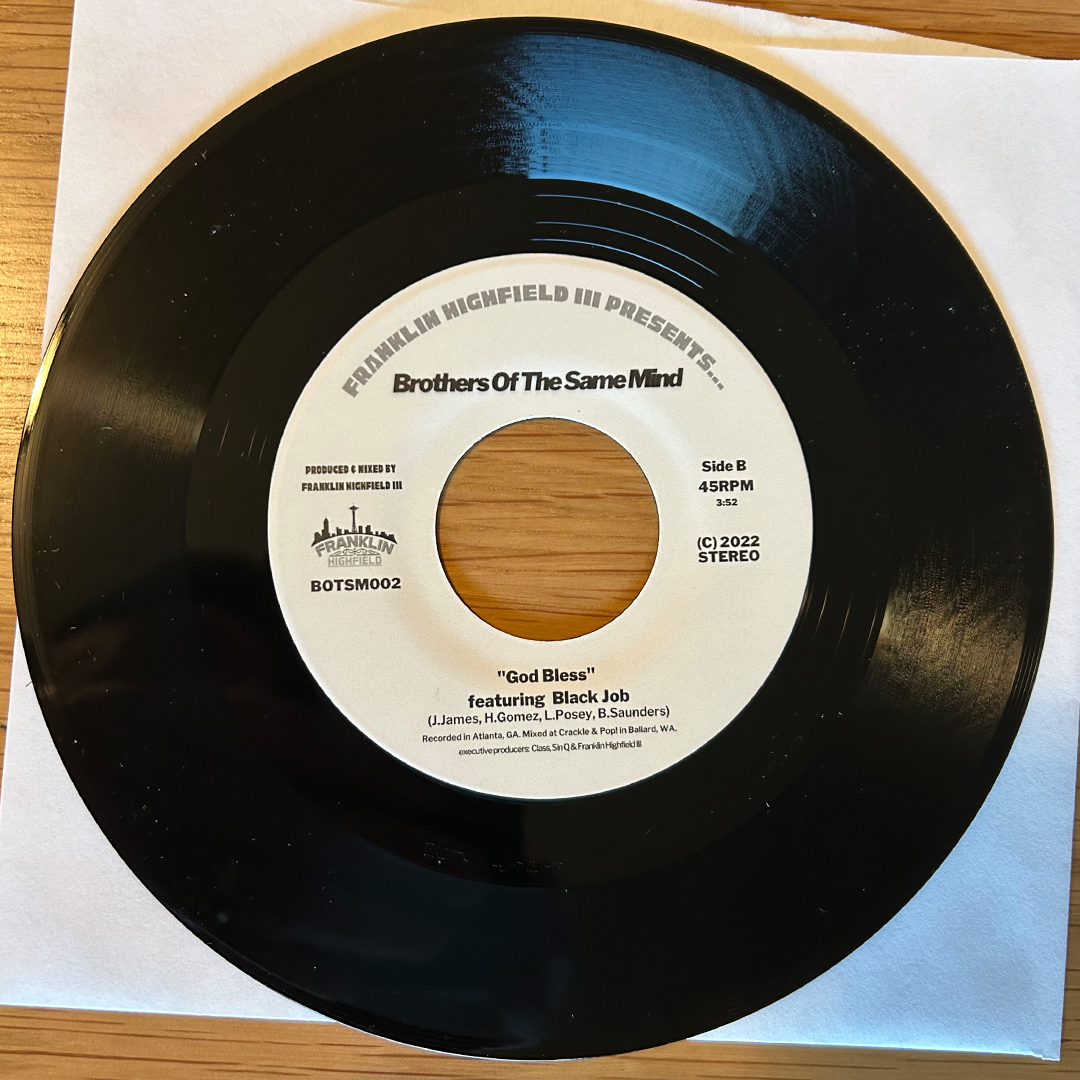 FRANKLIN HIGHFIELD III PRESENTS...
Brothers Of The Same Mind
PRODUCED & MIXED BY
FRANKLIN HIGHFIELD III
FRANKLIN
HIGHFIELD
BOTSM002
Side B
45RPM
3:52
(C) 2022
STEREO
"God Bless"
featuring Black Job
(J.James, H.Gomez, L.Posey, B.Saunders)
Recorded in Atlanta, GA. Mixed at Crackle & Pop! in Ballard, WA.
executive producers: Class, Sin Q & Franklin Highfield III